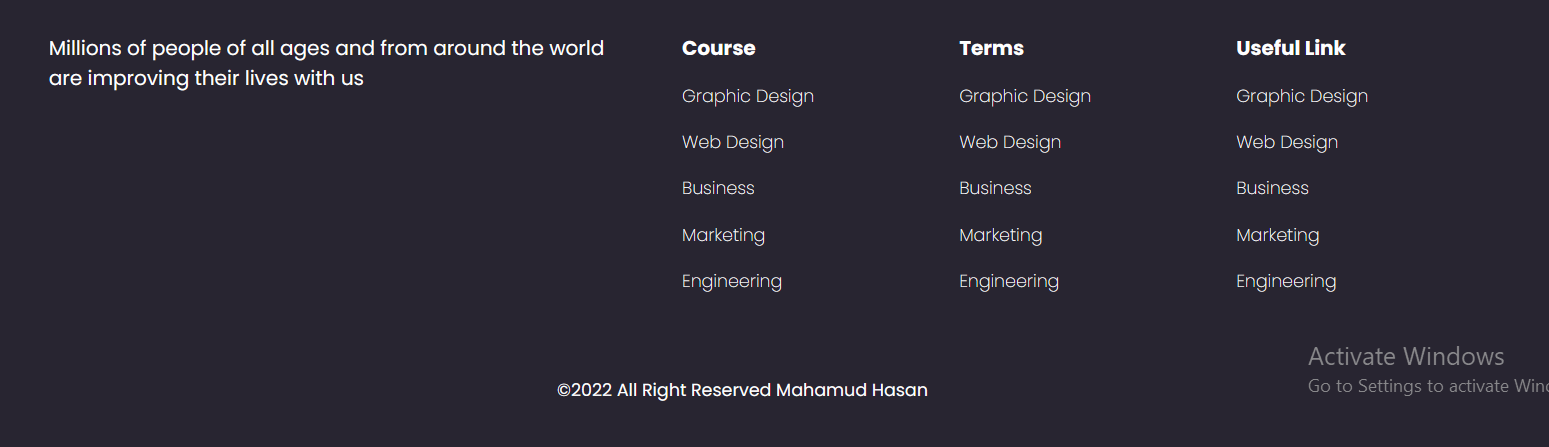 Millions of people of all ages and from around the world
are improving their lives with us
Course
Graphic Design
Web Design
Business
Marketing
Engineering
Terms
Graphic Design
Web Design
Business
Marketing
Engineering
Useful Link
Graphic Design
Web Design
Business
Marketing
Engineering
Activate Windows
Go to Settings to activate
©2022 All Right Reserved Mahamud Hasan